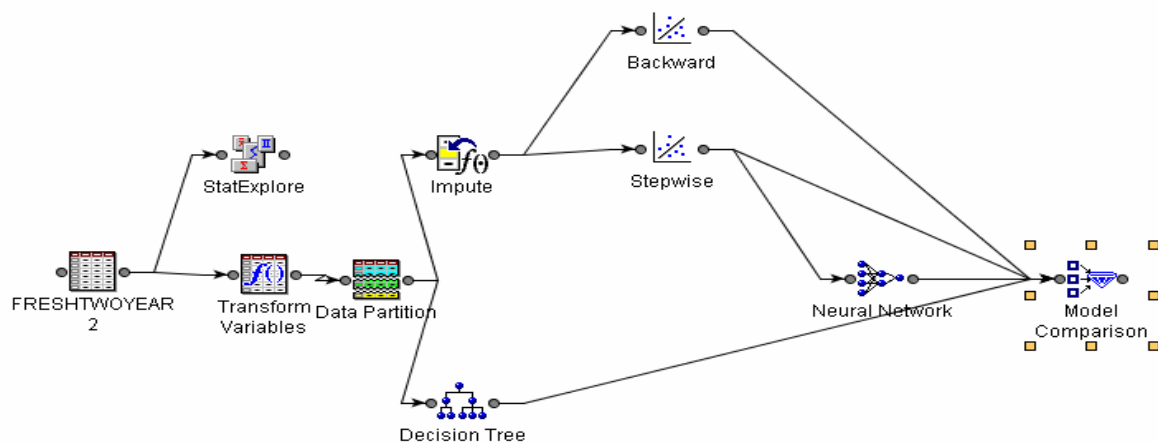 Backward
StatExplore
Impute
Stepwise
FRESHTWOYEAR
2
Transform
Variables
Data Partition
Neural Network
Model
Comparison
Decision Tree